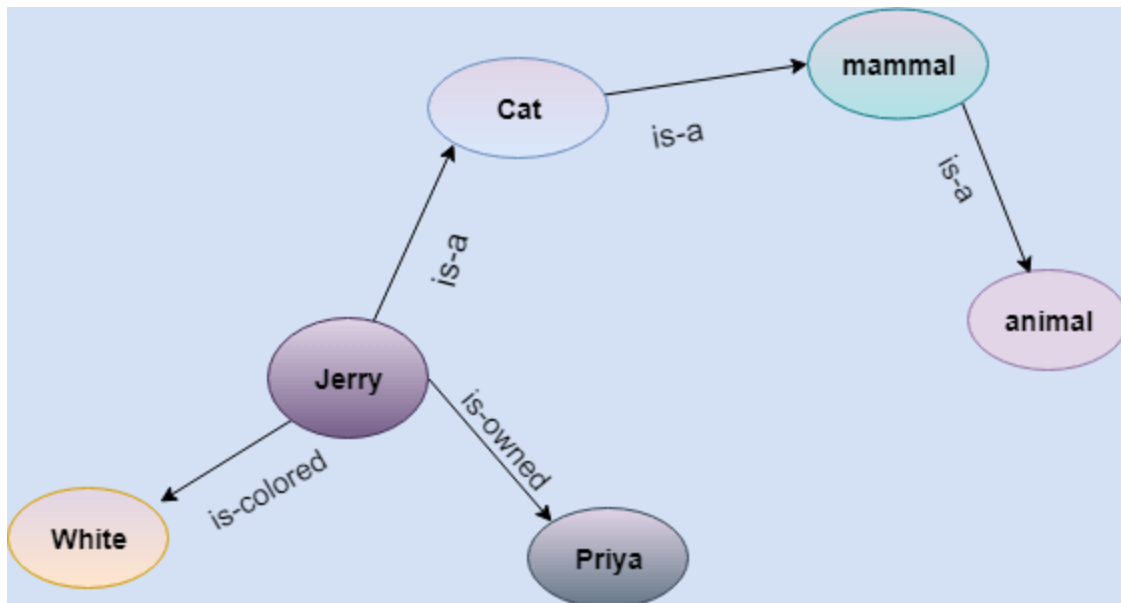 mammal
Cat
is-a
is-a
is-a
animal
Jerry
is-owned
is-colored
White
Priya